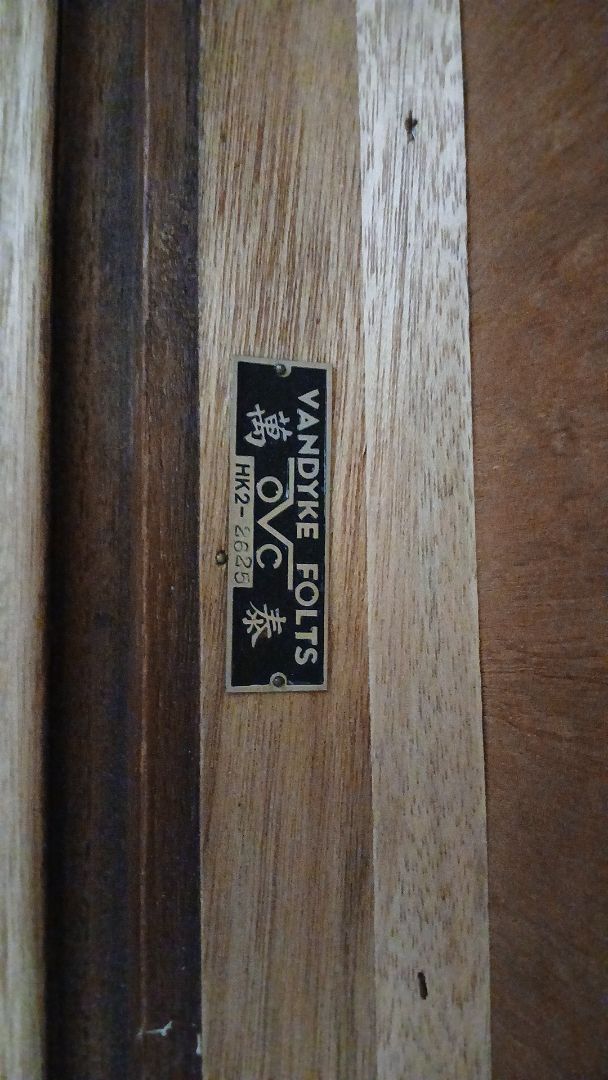 VANDYKE FOLTS
萬 OVC 泰
HK2-2625